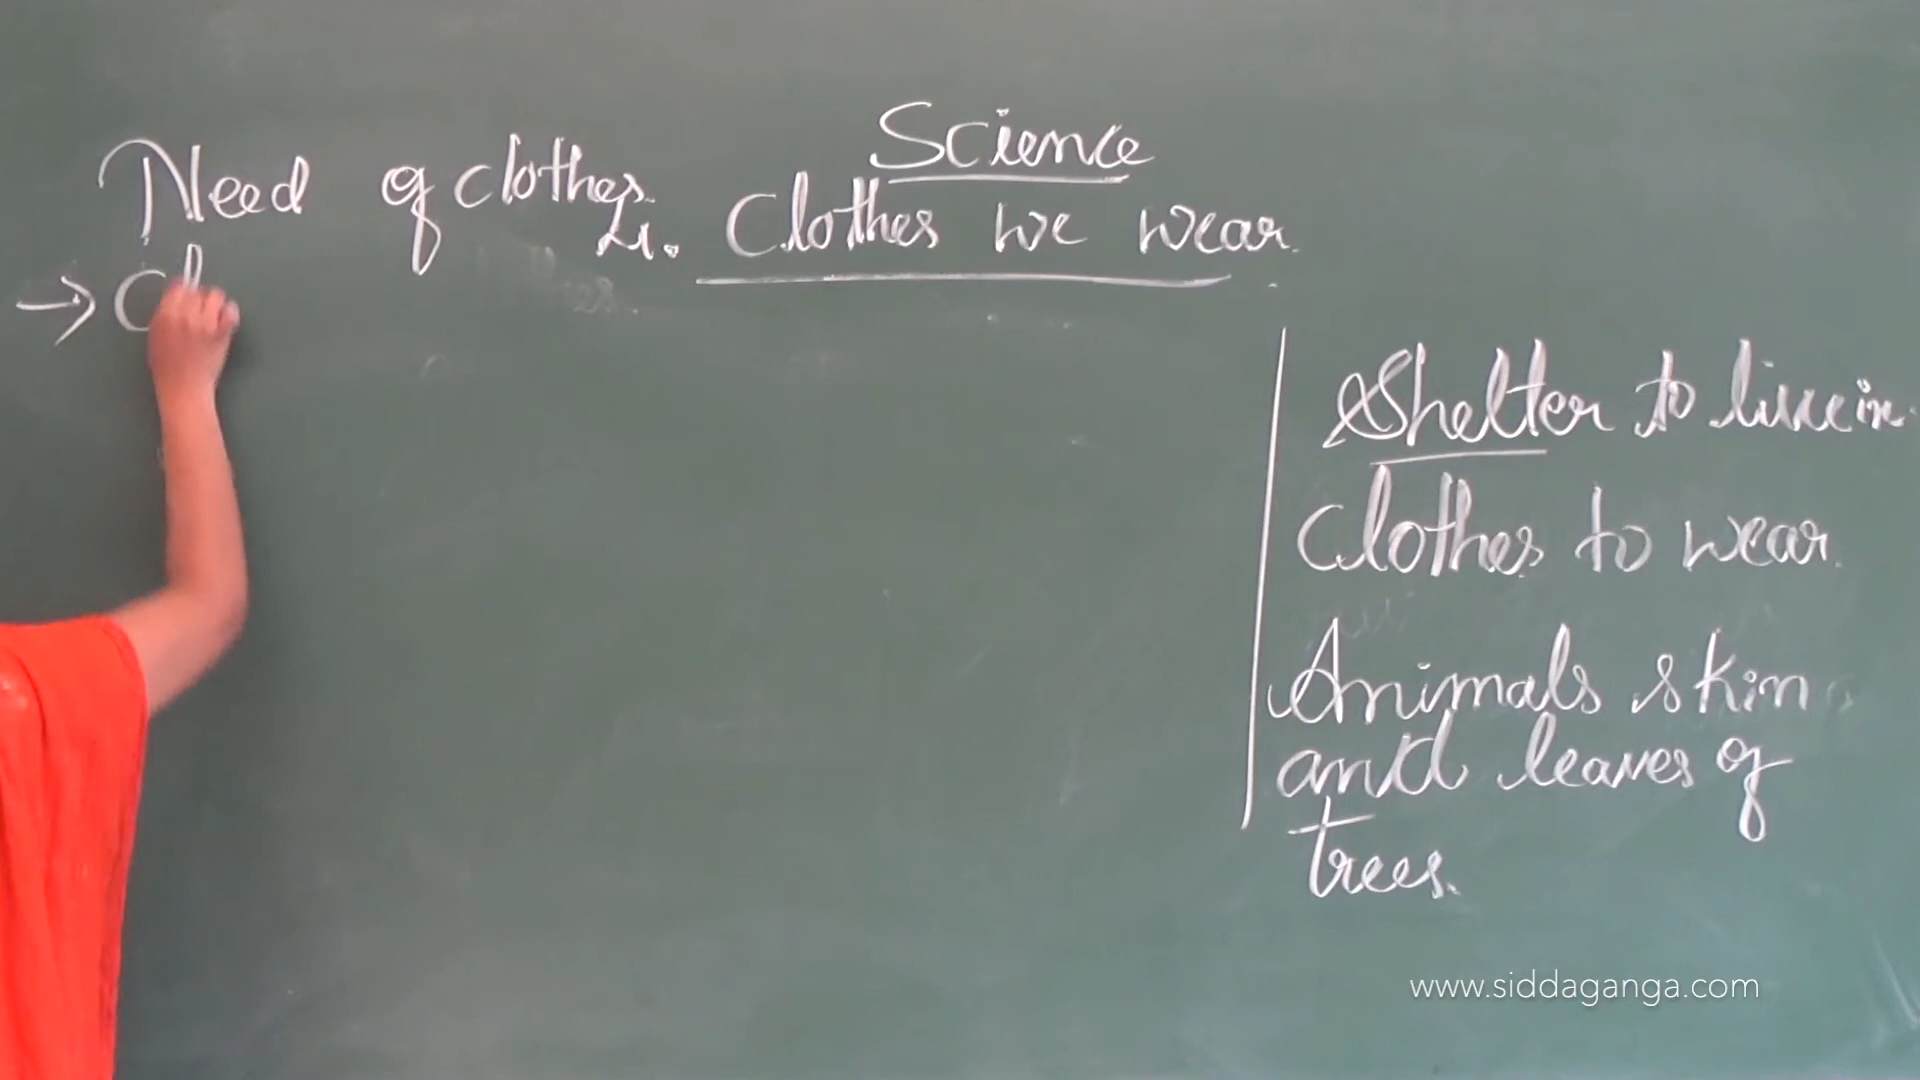 Science
Need of clothes.
4. Clothes we wear.
→ Cl
Shelter to live in.
Clothes to wear.
Animals skin
and leaves of
trees.
www.siddaganga.com